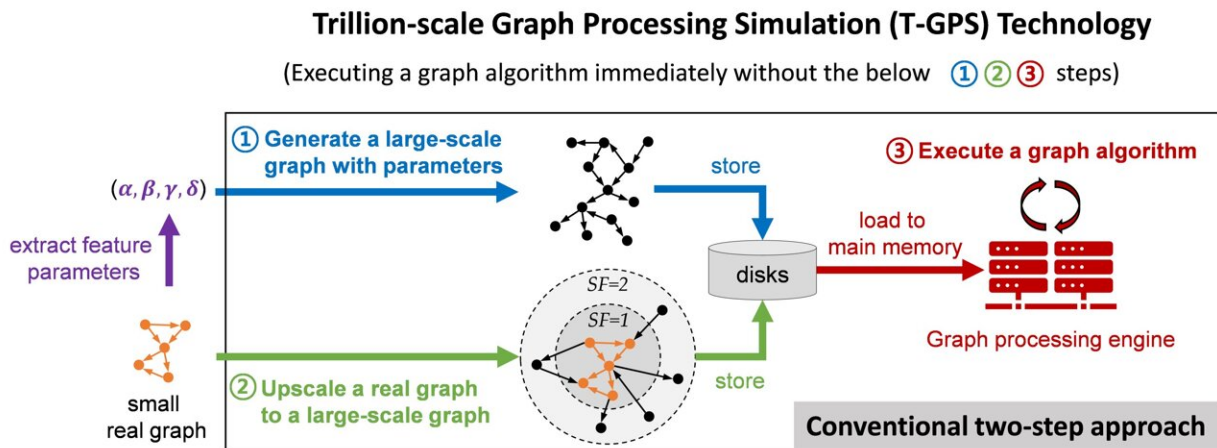 Trillion-scale Graph Processing Simulation (T-GPS) Technology
(Executing a graph algorithm immediately without the below ① ② ③ steps)
① Generate a large-scale
graph with parameters
③ Execute a graph algorithm
store
(α, β, γ, δ)
extract feature
parameters
load to
main memory
disks
SF=2
SF=1
Graph processing engine
② Upscale a real graph
to a large-scale graph
store
small
real graph
Conventional two-step approach